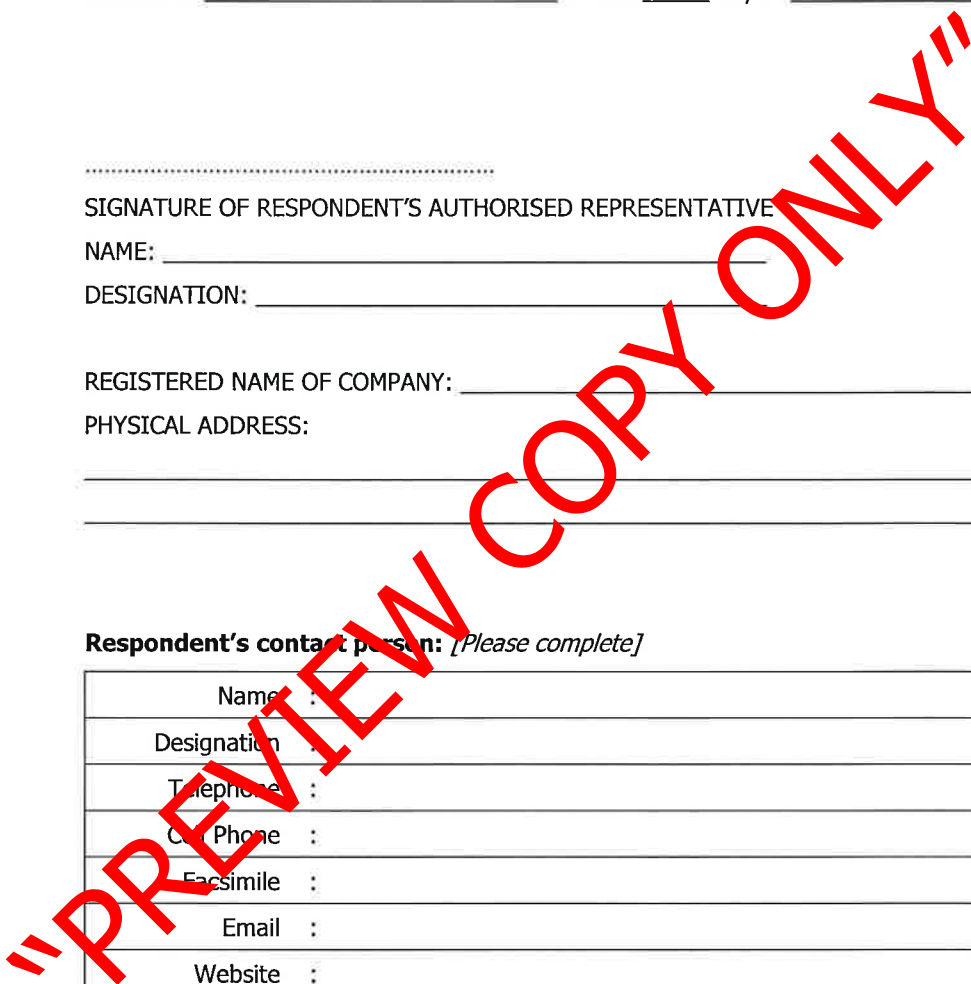 SIGNATURE OF RESPONDENT'S AUTHORISED REPRESENTATIVE
NAME:
DESIGNATION:
REGISTERED NAME OF COMPANY:
PHYSICAL ADDRESS:
Respondent's contact person: [Please complete]
Name :
Designation :
Telephone :
Cell Phone :
Facsimile :
Email :
Website :
"PREVIEW COPY ONLY"